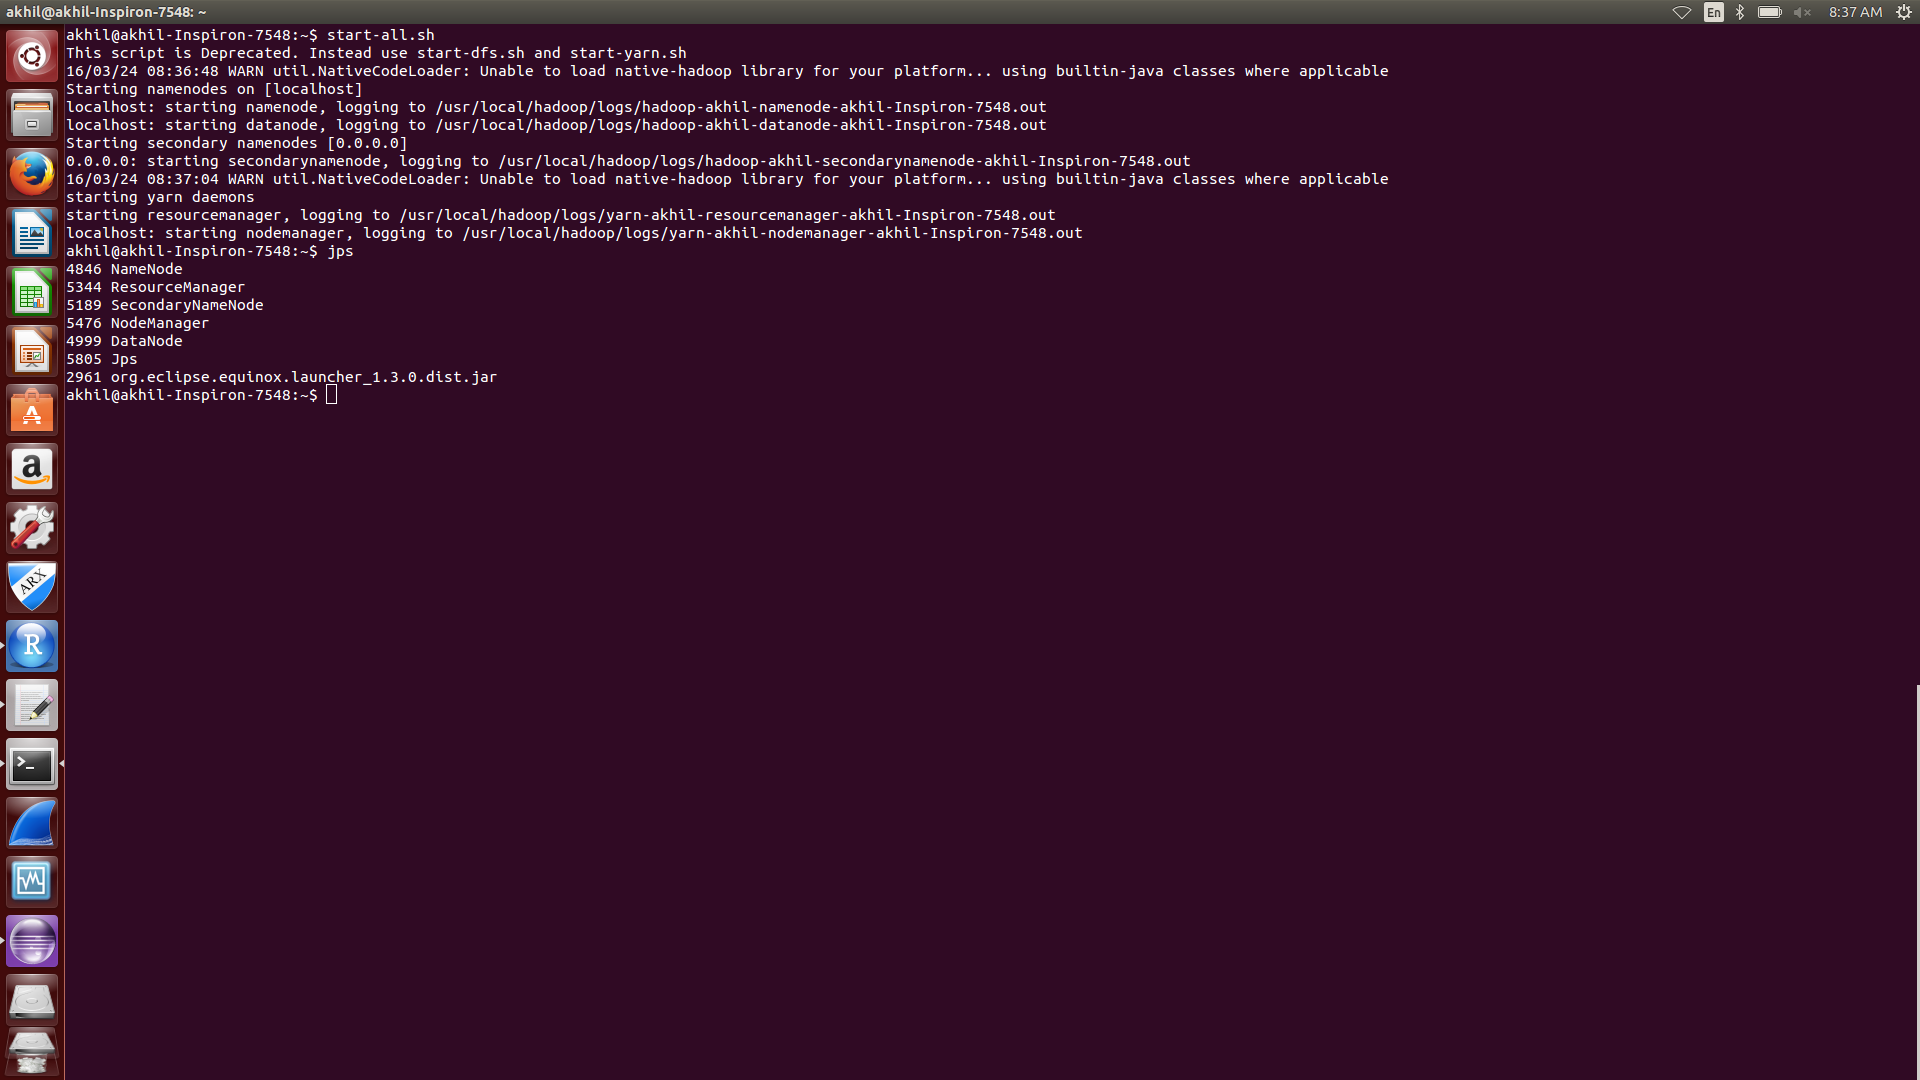 akhil@akhil-Inspiron-7548: ~
En
8:37 AM
akhil@akhil-Inspiron-7548:~$ start-all.sh
This script is Deprecated. Instead use start-dfs.sh and start-yarn.sh
16/03/24 08:36:48 WARN util.NativeCodeLoader: Unable to load native-hadoop library for your platform... using builtin-java classes where applicable
Starting namenodes on [localhost]
localhost: starting namenode, logging to /usr/local/hadoop/logs/hadoop-akhil-namenode-akhil-Inspiron-7548.out
localhost: starting datanode, logging to /usr/local/hadoop/logs/hadoop-akhil-datanode-akhil-Inspiron-7548.out
Starting secondary namenodes [0.0.0.0]
0.0.0.0: starting secondarynamenode, logging to /usr/local/hadoop/logs/hadoop-akhil-secondarynamenode-akhil-Inspiron-7548.out
16/03/24 08:37:04 WARN util.NativeCodeLoader: Unable to load native-hadoop library for your platform... using builtin-java classes where applicable
starting yarn daemons
starting resourcemanager, logging to /usr/local/hadoop/logs/yarn-akhil-resourcemanager-akhil-Inspiron-7548.out
localhost: starting nodemanager, logging to /usr/local/hadoop/logs/yarn-akhil-nodemanager-akhil-Inspiron-7548.out
akhil@akhil-Inspiron-7548:~$ jps
4846 NameNode
5344 ResourceManager
5189 SecondaryNameNode
5476 NodeManager
4999 DataNode
5805 Jps
2961 org.eclipse.equinox.launcher_1.3.0.dist.jar
akhil@akhil-Inspiron-7548:~$
A
a
ARX
R
>_